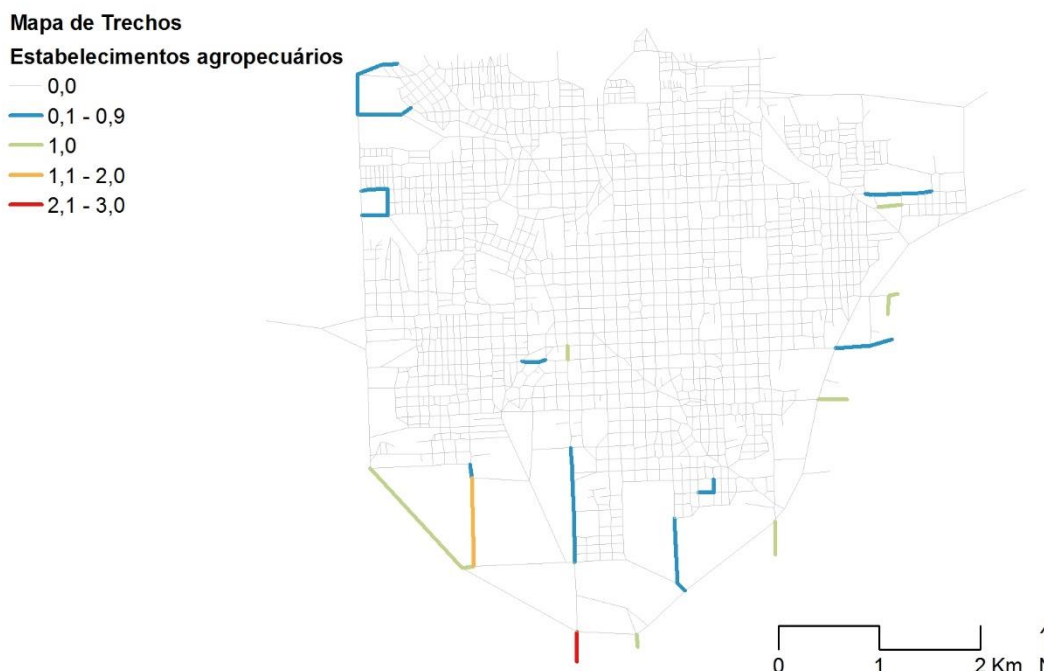 Mapa de Trechos
Estabelecimentos agropecuários
0,0
0,1 - 0,9
1,0
1,1 - 2,0
2,1 - 3,0
0 1 2 Km